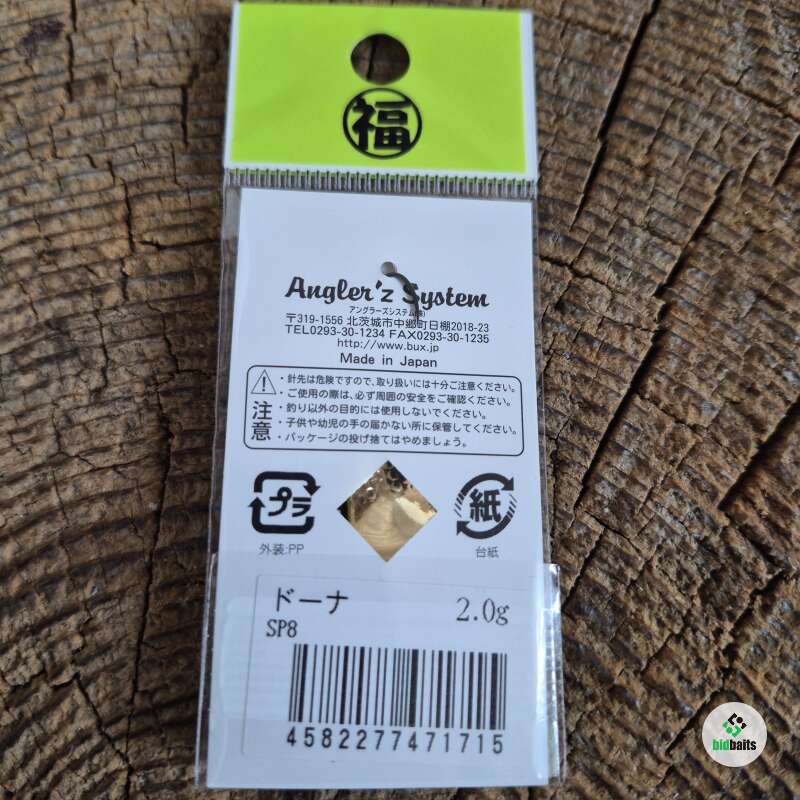 福
Angler'z System
アングラーズシステム(株)
〒319-1556 北茨城市中郷町日棚2018-23
TEL0293-30-1234 FAX0293-30-1235
http://www.bux.jp
Made in Japan
注意
・針先は危険ですので、取り扱いには十分ご注意ください。
・ご使用の際は、必ず周囲の安全をご確認ください。
・釣り以外の目的には使用しないでください。
・子供や幼児の手の届かない所に保管してください。
・パッケージの投げ捨てはやめましょう。
プラ
外装:PP
紙
台紙
ドーナ 2.0g
SP8
4582277471715
bidbaits